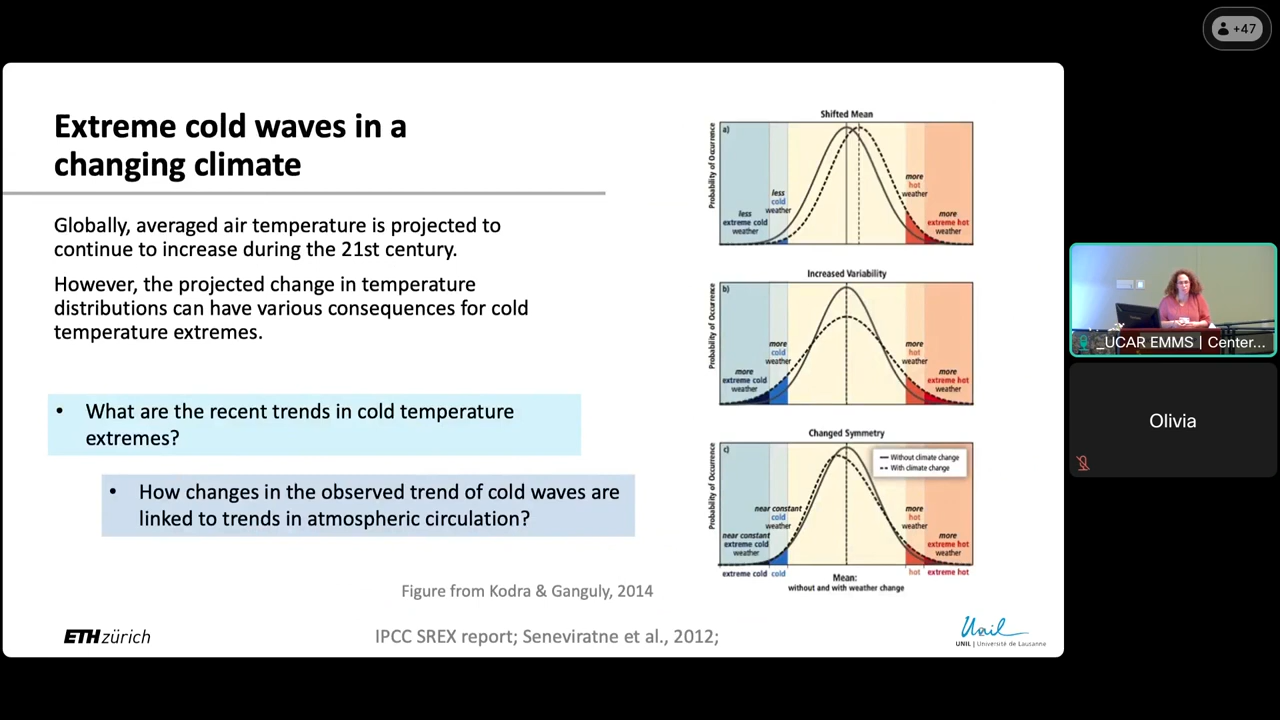 +47
Extreme cold waves in a
changing climate
Globally, averaged air temperature is projected to
continue to increase during the 21st century.
However, the projected change in temperature
distributions can have various consequences for cold
temperature extremes.
• What are the recent trends in cold temperature
extremes?
• How changes in the observed trend of cold waves are
linked to trends in atmospheric circulation?
Figure from Kodra & Ganguly, 2014
IPCC SREX report; Seneviratne et al., 2012;
ETH zürich
Shifted Mean
Probability of Occurrence
a)
less
cold
weather
less
extreme cold
weather
more
hot
weather
more
extreme hot
weather
Increased Variability
Probability of Occurrence
b)
more
cold
weather
more
extreme cold
weather
more
hot
weather
more
extreme hot
weather
Changed Symmetry
Probability of Occurrence
c)
Without climate change
With climate change
near constant
cold
weather
near constant
extreme cold
weather
more
hot
weather
more
extreme hot
weather
extreme cold cold
Mean:
without and with weather change
hot extreme hot
Unil
UNIL | Université de Lausanne
_UCAR EMMS | Center...
Olivia